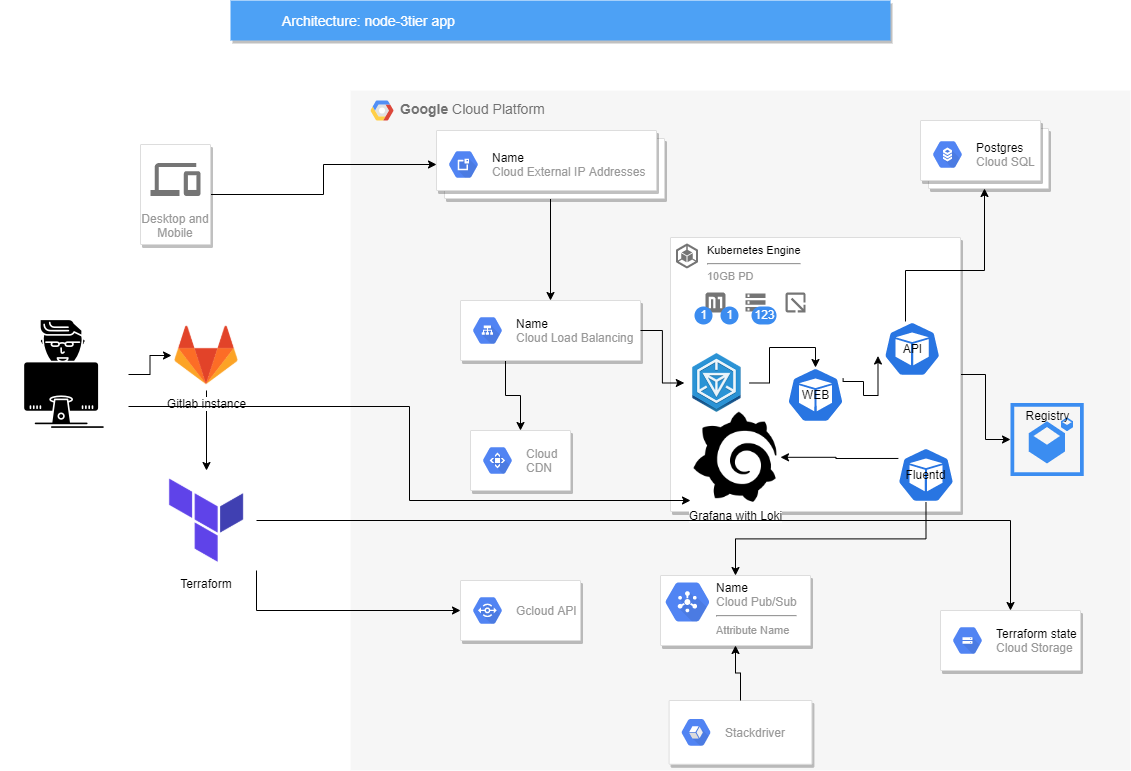 Architecture: node-3tier app
Google Cloud Platform
Name
Cloud External IP Addresses
Postgres
Cloud SQL
Desktop and
Mobile
Kubernetes Engine
10GB PD
1
1
123
Name
Cloud Load Balancing
API
WEB
Gitlab instance
Registry
Cloud
CDN
Fluentd
Grafana with Loki
Terraform
Name
Cloud Pub/Sub
Attribute Name
Gcloud API
Terraform state
Cloud Storage
Stackdriver